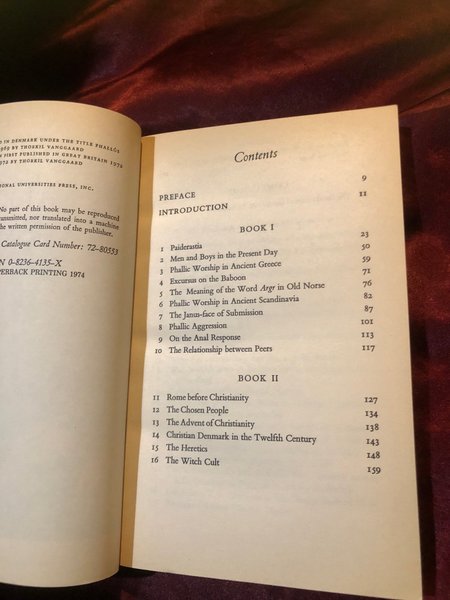 D IN DENMARK UNDER THE TITLE PHALLÓS
1969 BY THORKIL VANGGAARD
N FIRST PUBLISHED IN GREAT BRITAIN 1972
1972 BY THORKIL VANGGAARD
IONAL UNIVERSITIES PRESS, INC.
No part of this book may be reproduced
transmitted, nor translated into a machine
the written permission of the publisher.
Catalogue Card Number: 72-80553
N 0-8236-4135-X
PERBACK PRINTING 1974
Contents
PREFACE 9
INTRODUCTION 11
BOOK I
1 Paiderastia 23
2 Men and Boys in the Present Day 50
3 Phallic Worship in Ancient Greece 59
4 Excursus on the Baboon 71
5 The Meaning of the Word Argr in Old Norse 76
6 Phallic Worship in Ancient Scandinavia 82
7 The Janus-face of Submission 87
8 Phallic Aggression 101
9 On the Anal Response 113
10 The Relationship between Peers 117
BOOK II
11 Rome before Christianity 127
12 The Chosen People 134
13 The Advent of Christianity 138
14 Christian Denmark in the Twelfth Century 143
15 The Heretics 148
16 The Witch Cult 159